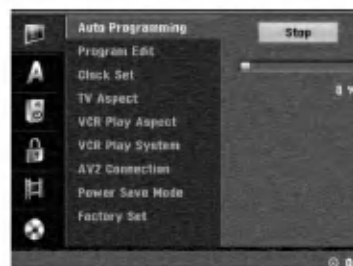 Auto Programming
Stop
Program Edit
Clock Set
TV Aspect
VCR Play Aspect
VCR Play System
AV2 Connection
Power Save Mode
Factory Set
A